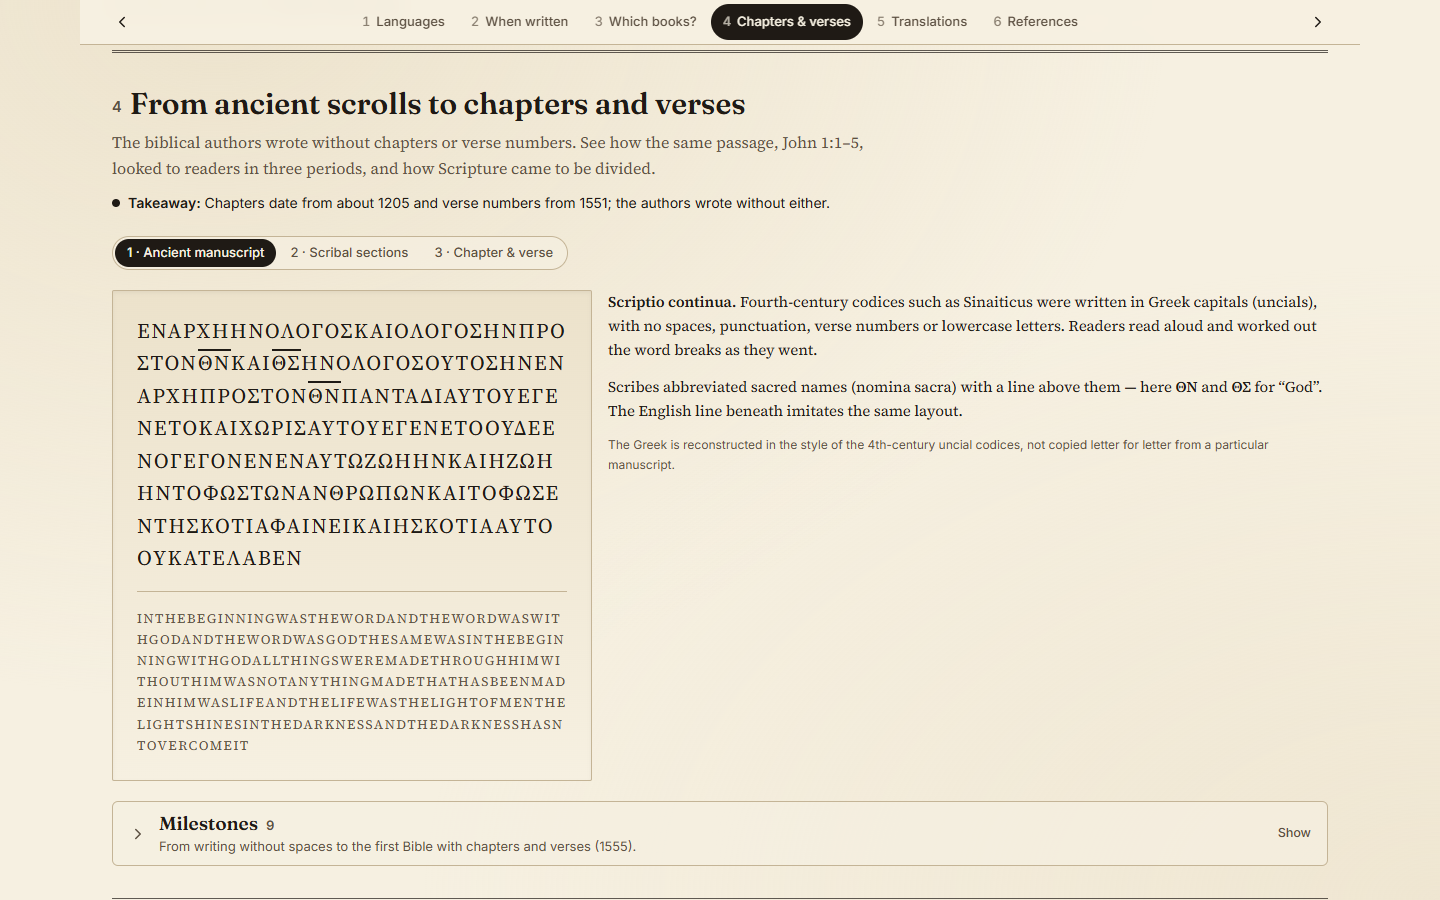 1 Languages
2 When written
3 Which books?
4 Chapters & verses
5 Translations
6 References
4 From ancient scrolls to chapters and verses
The biblical authors wrote without chapters or verse numbers. See how the same passage, John 1:1–5,
looked to readers in three periods, and how Scripture came to be divided.
Takeaway: Chapters date from about 1205 and verse numbers from 1551; the authors wrote without either.
1 · Ancient manuscript
2 · Scribal sections
3 · Chapter & verse
ΕΝΑΡΧΗΗΝΟΛΟΓΟΣΚΑΙΟΛΟΓΟΣΗΝΠΡΟ
ΣΤΟΝΘΝΚΑΙΘΣΗΝΟΛΟΓΟΣΟΥΤΟΣΗΝΕΝ
ΑΡΧΗΠΡΟΣΤΟΝΘΝΠΑΝΤΑΔΙΑΥΤΟΥΕΓΕ
ΝΕΤΟΚΑΙΧΩΡΙΣΑΥΤΟΥΕΓΕΝΕΤΟΟΥΔΕΕ
ΝΟΓΕΓΟΝΕΝΕΝΑΥΤΩΖΩΗΗΝΚΑΙΗΖΩΗ
ΗΝΤΟΦΩΣΤΩΝΑΝΘΡΩΠΩΝΚΑΙΤΟΦΩΣΕ
ΝΤΗΣΚΟΤΙΑΦΑΙΝΕΙΚΑΙΗΣΚΟΤΙΑΑΥΤΟ
ΟΥΚΑΤΕΛΑΒΕΝ
INTHEBEGINNINGWASTHEWORDANDTHEWORDWASWIT
HGODANDTHEWORDWASGODTHESAMEWASINTHEBEGIN
NINGWITHGODALLTHINGSWEREMADETHROUGHHIMWI
THOUTHIMWASNOTANYTHINGMADETHATHASBEENMAD
EINHIMWASLIFEANDTHELIFEWASTHELIGHTOFMENTHE
LIGHTSHINESINTHEDARKNESSANDTHEDARKNESSHASN
TOVERCOMEIT
Scriptio continua. Fourth-century codices such as Sinaiticus were written in Greek capitals (uncials),
with no spaces, punctuation, verse numbers or lowercase letters. Readers read aloud and worked out
the word breaks as they went.
Scribes abbreviated sacred names (nomina sacra) with a line above them — here ΘΝ and ΘΣ for “God”.
The English line beneath imitates the same layout.
The Greek is reconstructed in the style of the 4th-century uncial codices, not copied letter for letter from a particular
manuscript.
Milestones 9
From writing without spaces to the first Bible with chapters and verses (1555).
Show